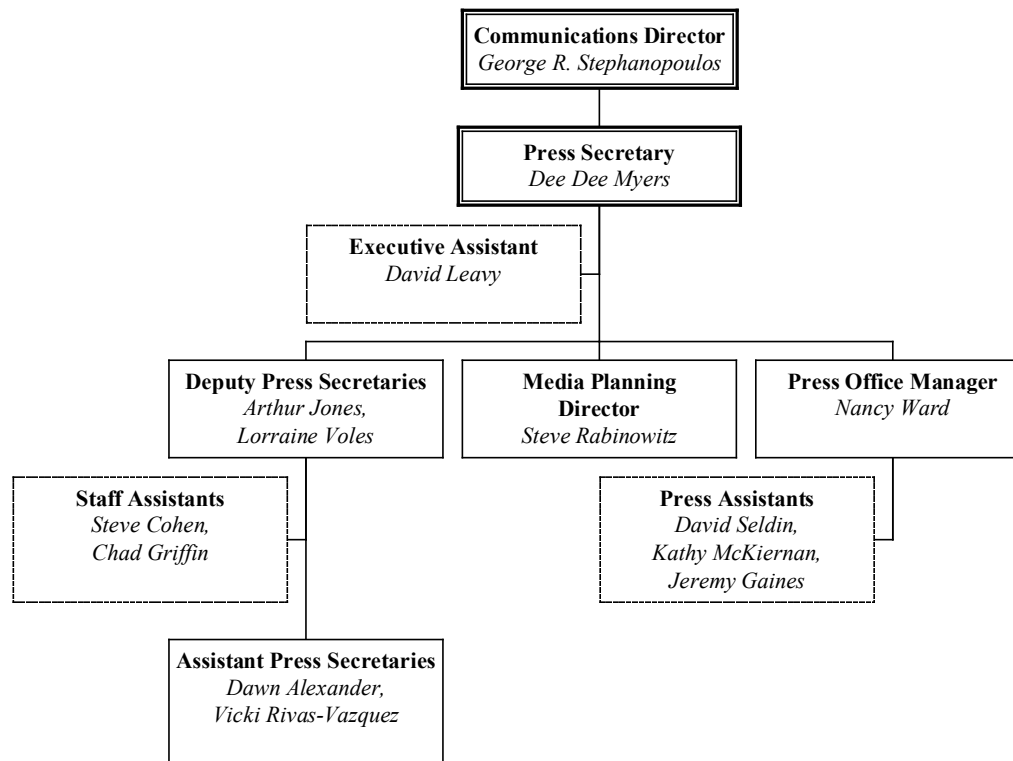 Communications Director
George R. Stephanopoulos
Press Secretary
Dee Dee Myers
Executive Assistant
David Leavy
Deputy Press Secretaries
Arthur Jones,
Lorraine Voles
Media Planning
Director
Steve Rabinowitz
Press Office Manager
Nancy Ward
Staff Assistants
Steve Cohen,
Chad Griffin
Press Assistants
David Seldin,
Kathy McKiernan,
Jeremy Gaines
Assistant Press Secretaries
Dawn Alexander,
Vicki Rivas-Vazquez